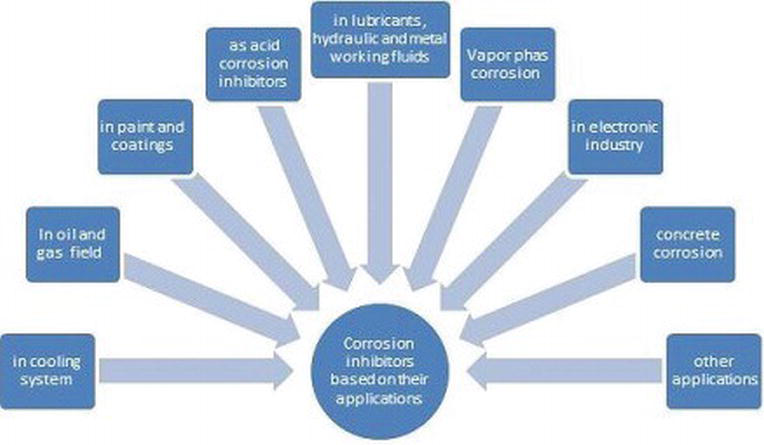 in cooling
system
In oil and
gas field
in paint and
coatings
as acid
corrosion
inhibitors
in lubricants,
hydraulic and metal
working fluids
Vapor phas
corrosion
in electronic
industry
concrete
corrosion
other
applications
Corrosion
inhibitors
based on their
applications